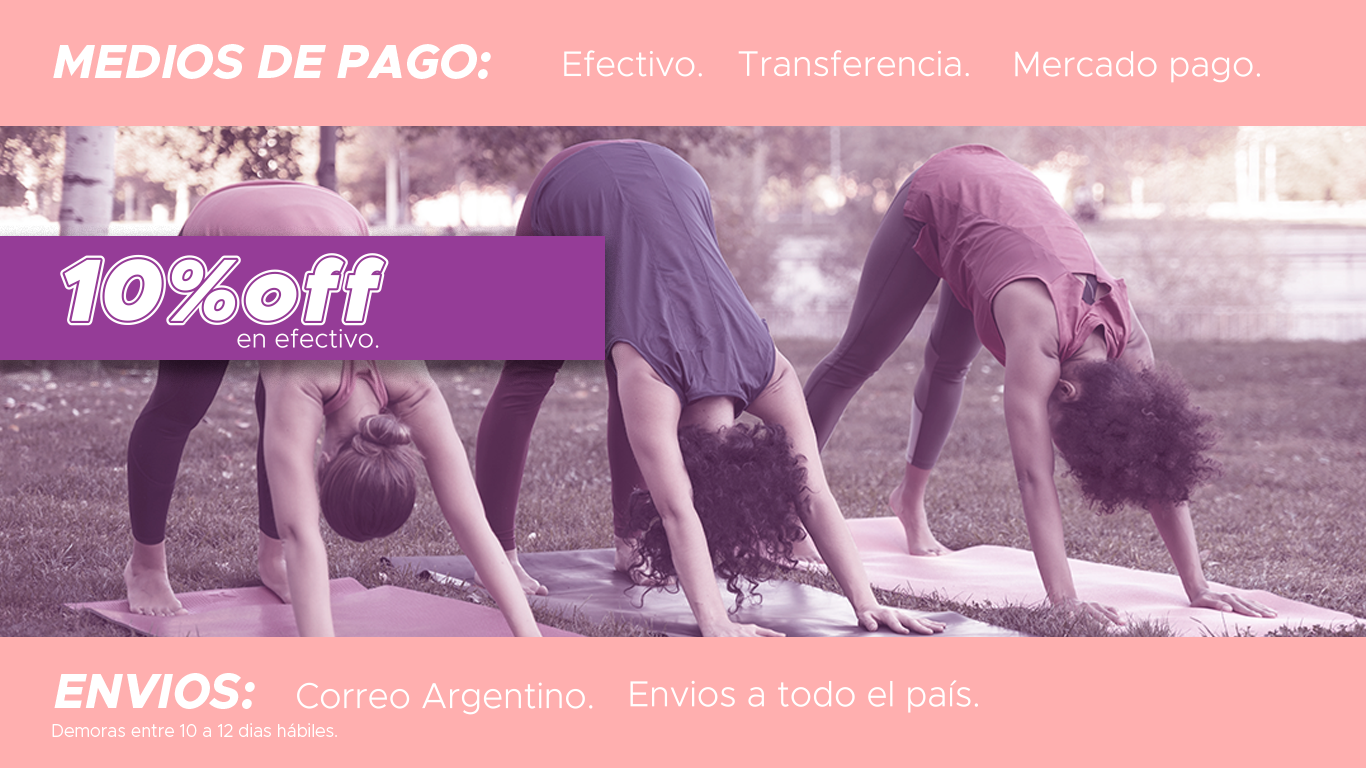 MEDIOS DE PAGO: Efectivo. Transferencia. Mercado pago.
10%off
en efectivo.
ENVIOS: Correo Argentino. Envios a todo el país.
Demoras entre 10 a 12 dias hábiles.